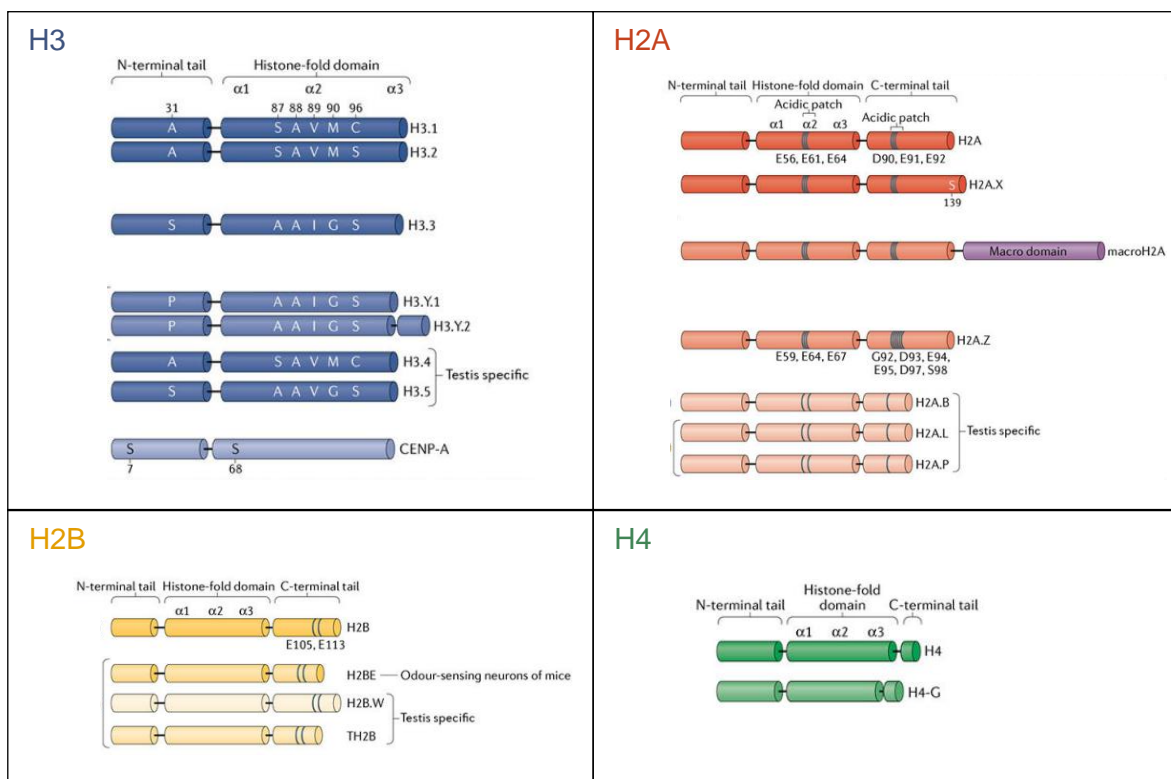 H3
N-terminal tail Histone-fold domain
α1 α2 α3
31 87 88 89 90 96
A S A V M C H3.1
A S A V M S H3.2
S A A I G S H3.3
P A A I G S H3.Y.1
P A A I G S H3.Y.2
A S A V M C H3.4
Testis specific
S A A V G S H3.5
S S CENP-A
7 68
H2A
N-terminal tail Histone-fold domain C-terminal tail
Acidic patch
α1 α2 α3 Acidic patch
H2A
E56, E61, E64 D90, E91, E92
S H2A.X
139
Macro domain macroH2A
H2A.Z
E59, E64, E67 G92, D93, E94,
E95, D97, S98
H2A.B
H2A.L Testis specific
H2A.P
H2B
N-terminal tail Histone-fold domain C-terminal tail
α1 α2 α3
H2B
E105, E113
H2BE Odour-sensing neurons of mice
H2B.W
Testis specific
TH2B
H4
Histone-fold
N-terminal tail domain C-terminal tail
α1 α2 α3
H4
H4-G